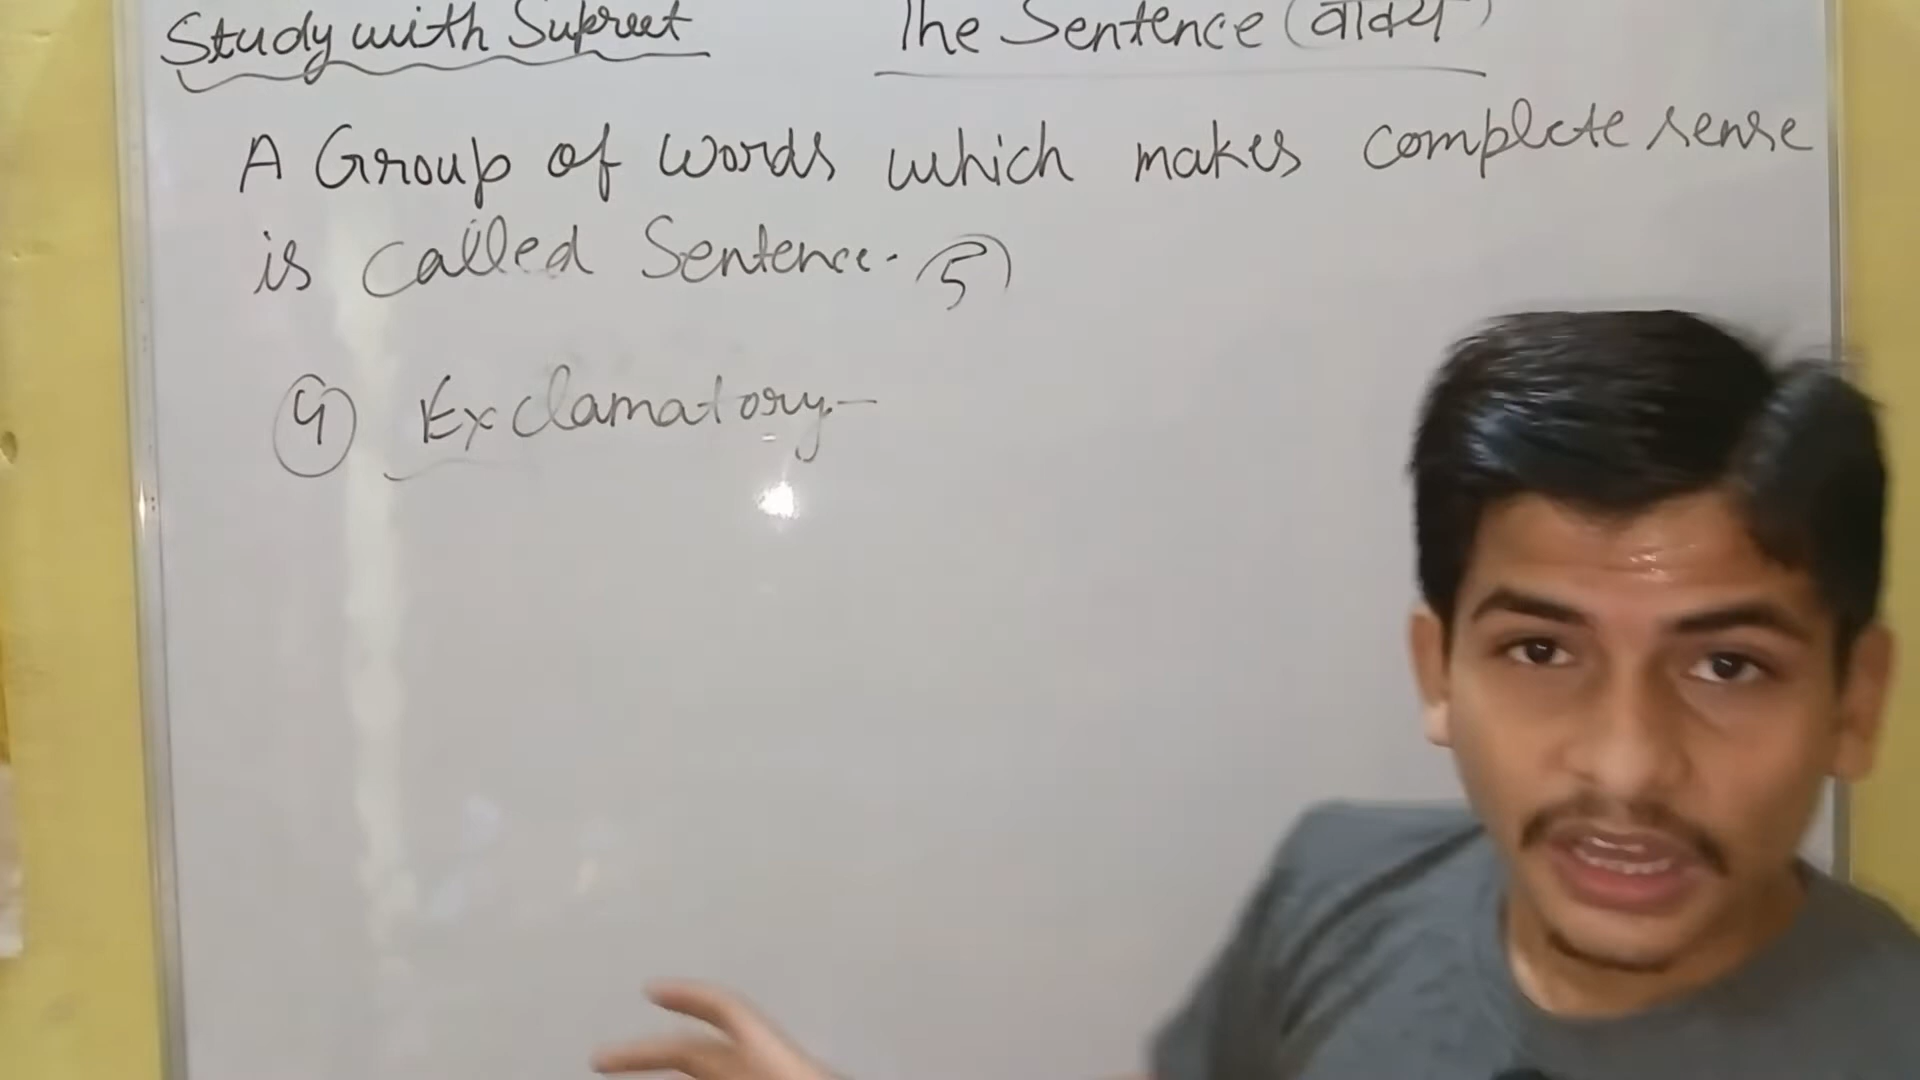 Study with Supreet
The Sentence (वाक्य)
A Group of words which makes complete sense
is called Sentence. (5)
(4) Exclamatory-